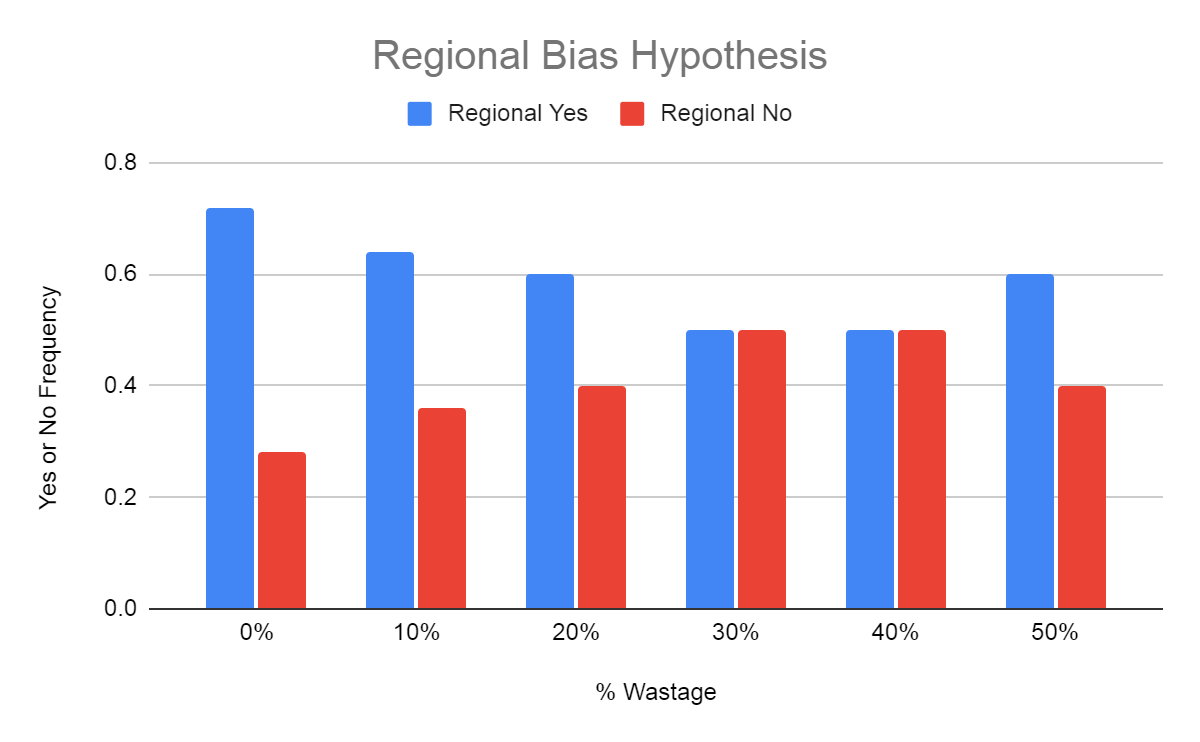 Regional Bias Hypothesis
Regional Yes
Regional No
Yes or No Frequency
0.8
0.6
0.4
0.2
0.0
0%
10%
20%
30%
40%
50%
% Wastage